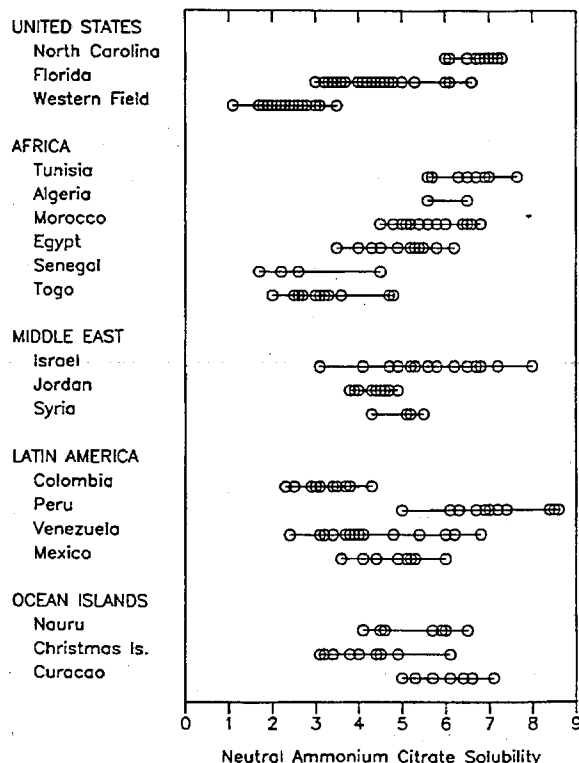 UNITED STATES
North Carolina
Florida
Western Field
AFRICA
Tunisia
Algeria
Morocco
Egypt
Senegal
Togo
MIDDLE EAST
Israel
Jordan
Syria
LATIN AMERICA
Colombia
Peru
Venezuela
Mexico
OCEAN ISLANDS
Nauru
Christmas Is.
Curacao
0 1 2 3 4 5 6 7 8 9
Neutral Ammonium Citrate Solubility